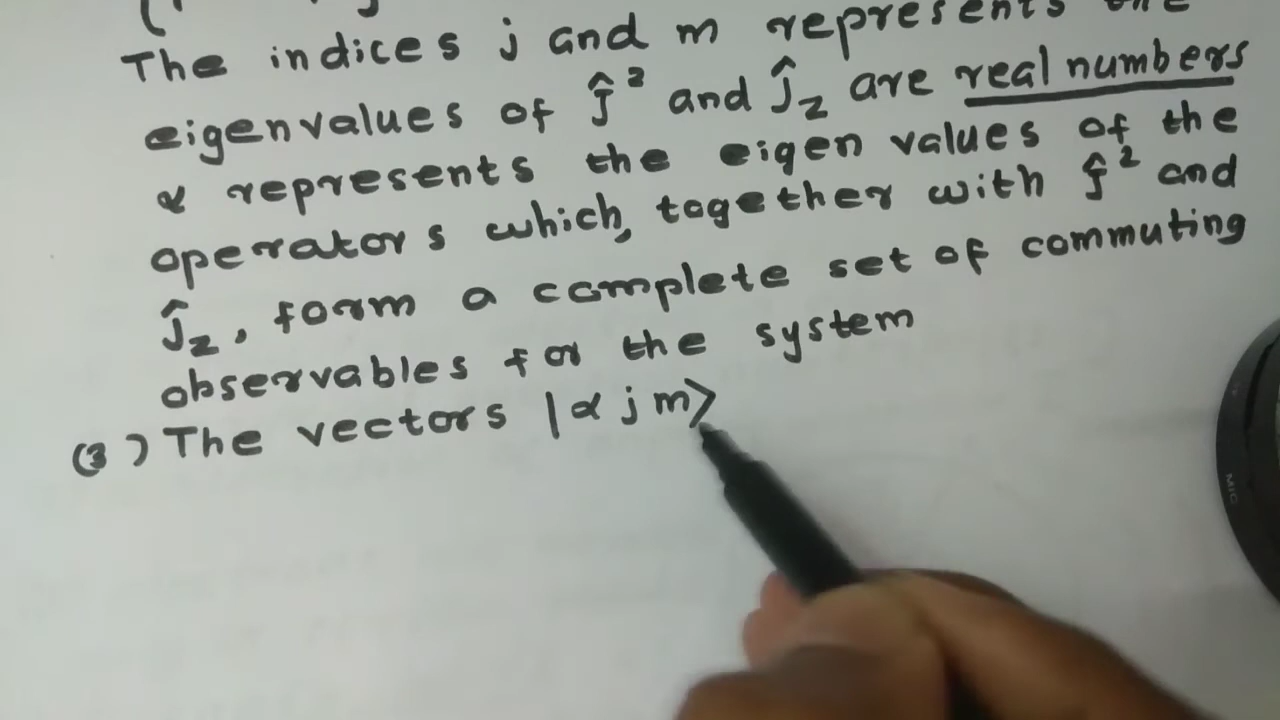 The indices j and m represents the
eigenvalues of Ĵ² and Ĵz are real numbers
α represents the eigen values of the
operators which, together with Ĵ² and
Ĵz, form a complete set of commuting
observables for the system
(3) The vectors |α j m>
MIC